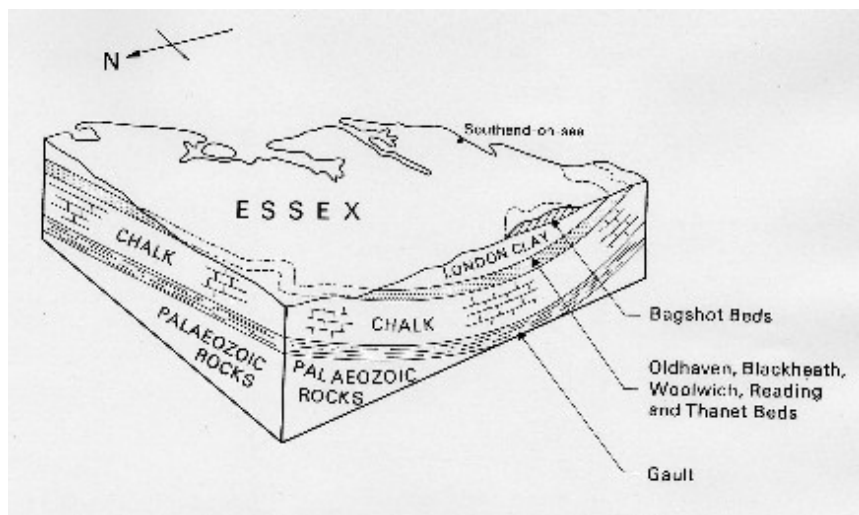 N
Southend-on-sea
ESSEX
CHALK
LONDON CLAY
CHALK
PALAEOZOIC
ROCKS
PALAEOZOIC
ROCKS
Bagshot Beds
Oldhaven, Blackheath,
Woolwich, Reading
and Thanet Beds
Gault